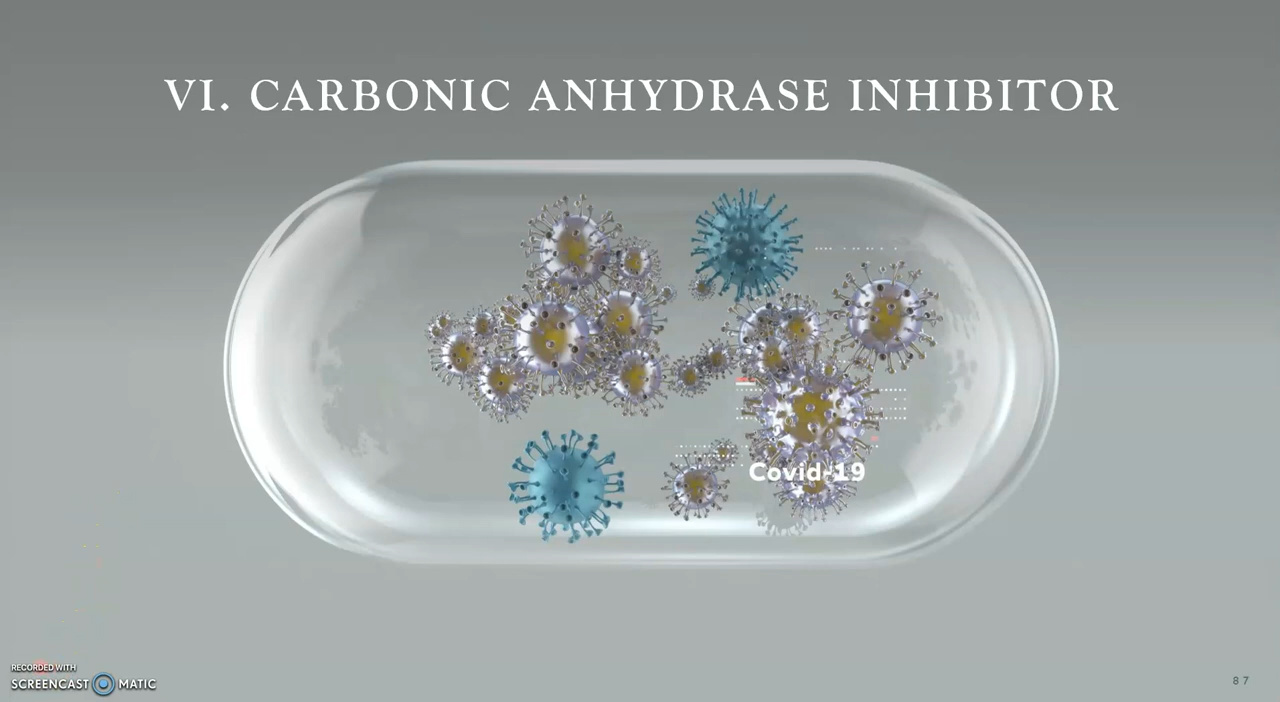 VI. CARBONIC ANHYDRASE INHIBITOR
Covid-19
RECORDED WITH
SCREENCAST MATIC
87